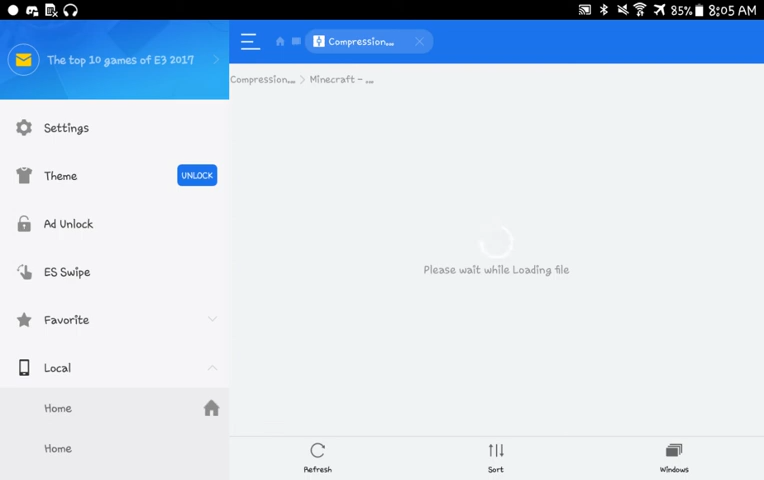 85% 8:05 AM
The top 10 games of E3 2017
Compression...
Compression... > Minecraft - ...
Settings
Theme
UNLOCK
Ad Unlock
ES Swipe
Please wait while Loading file
Favorite
Local
Home
Home
Refresh
Sort
Windows